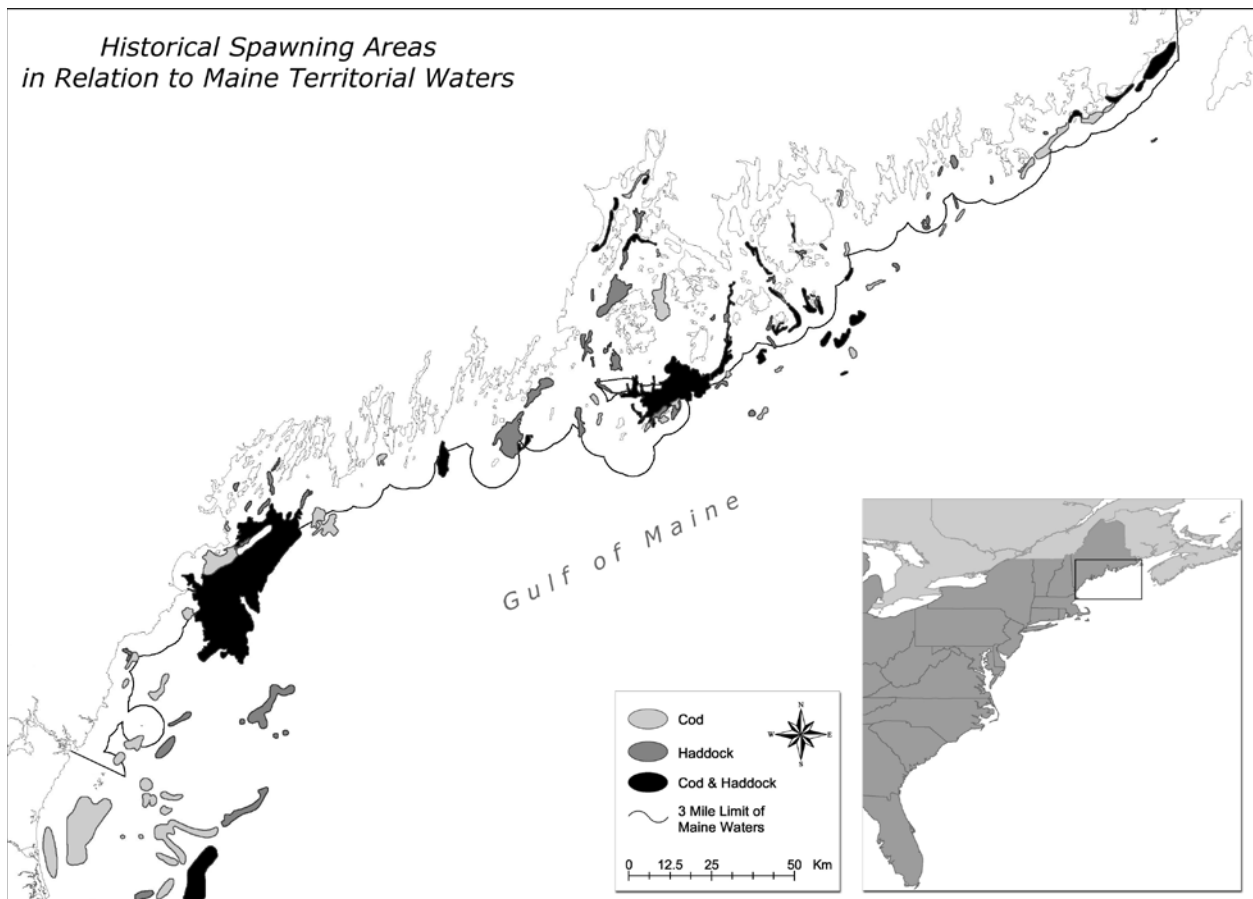 Historical Spawning Areas
in Relation to Maine Territorial Waters
Gulf of Maine
Cod
Haddock
Cod & Haddock
3 Mile Limit of
Maine Waters
N
W E
S
0 12.5 25 50 Km